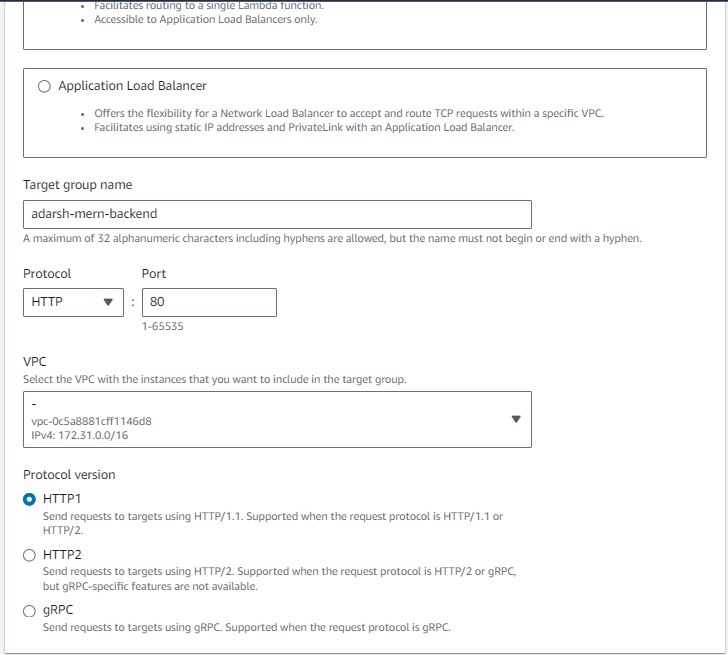 Facilitates routing to a single Lambda function.
Accessible to Application Load Balancers only.
Application Load Balancer
Offers the flexibility for a Network Load Balancer to accept and route TCP requests within a specific VPC.
Facilitates using static IP addresses and PrivateLink with an Application Load Balancer.
Target group name
adarsh-mern-backend
A maximum of 32 alphanumeric characters including hyphens are allowed, but the name must not begin or end with a hyphen.
Protocol Port
HTTP : 80
1-65535
VPC
Select the VPC with the instances that you want to include in the target group.
-
vpc-0c5a8881cff1146d8
IPv4: 172.31.0.0/16
Protocol version
HTTP1
Send requests to targets using HTTP/1.1. Supported when the request protocol is HTTP/1.1 or
HTTP/2.
HTTP2
Send requests to targets using HTTP/2. Supported when the request protocol is HTTP/2 or gRPC,
but gRPC-specific features are not available.
gRPC
Send requests to targets using gRPC. Supported when the request protocol is gRPC.